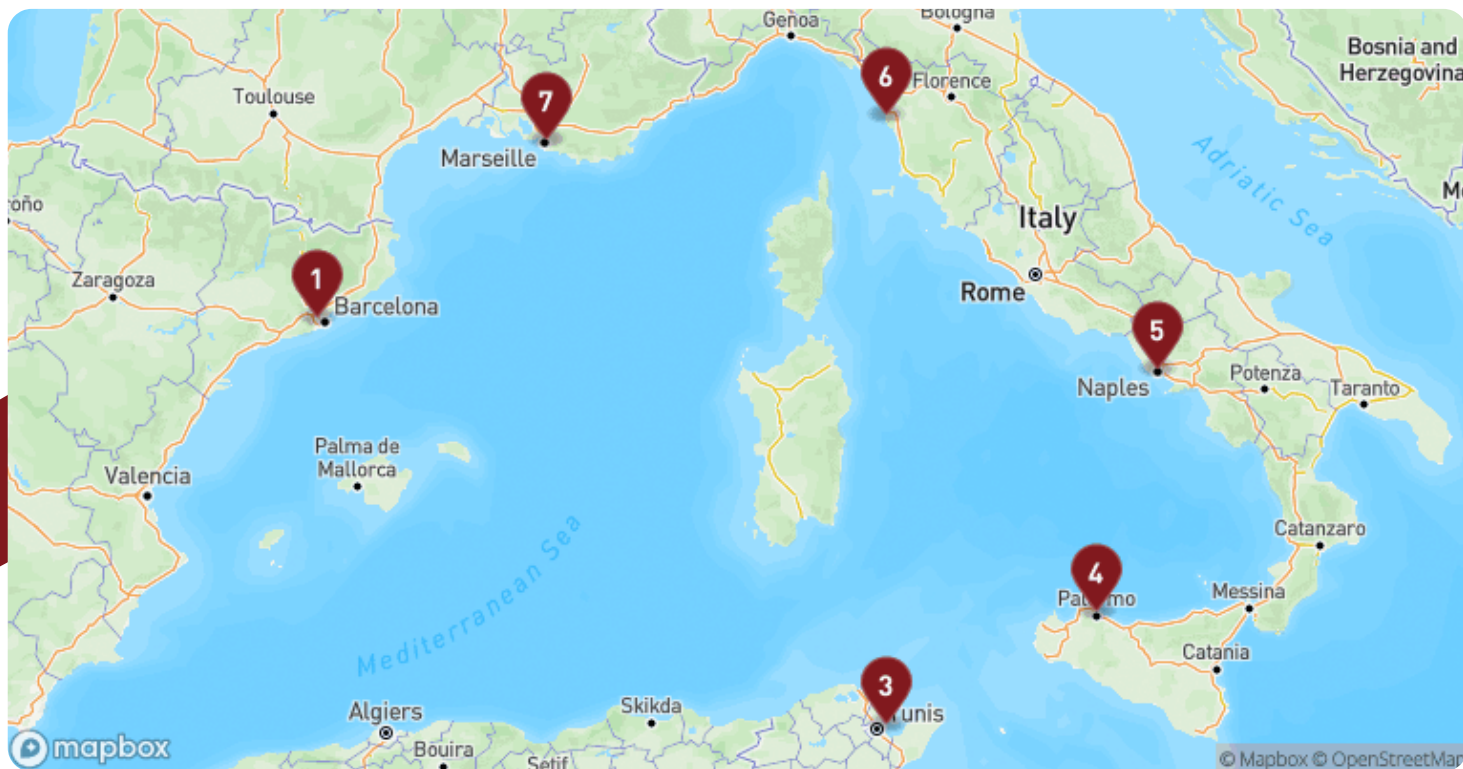 Genoa
Bologna
Bosnia and
Herzegovina
6
Florence
Toulouse
7
Marseille
Adriatic Sea
Italy
1
Zaragoza
Barcelona
Rome
5
Naples
Potenza
Taranto
Palma de
Mallorca
Valencia
Catanzaro
Mediterranean Sea
4
Palermo
Messina
Catania
3
Tunis
Skikda
Algiers
Bouira
Setif
mapbox
© Mapbox © OpenStreetMap